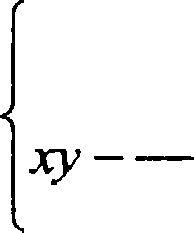 xy − —